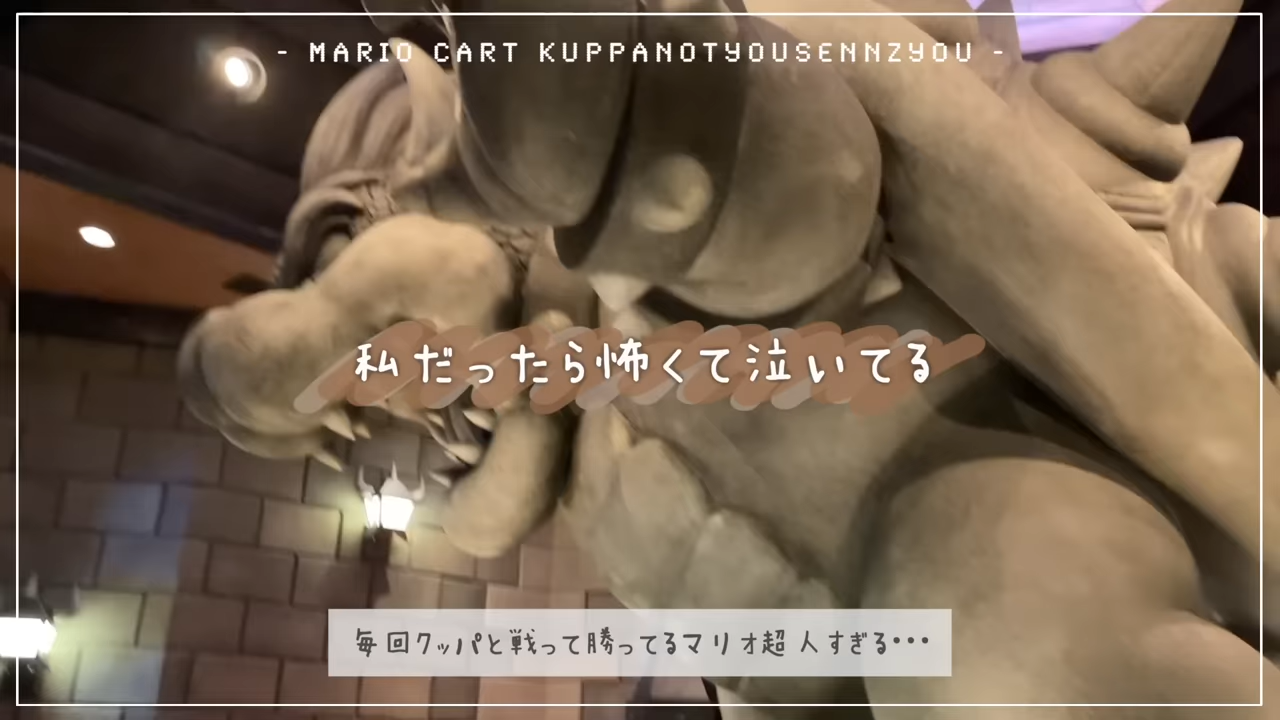 - MARIO CART KUPPANOTYOUSENNZYOU -
私だったら怖くて泣いてる
毎回クッパと戦って勝ってるマリオ超人すぎる•••